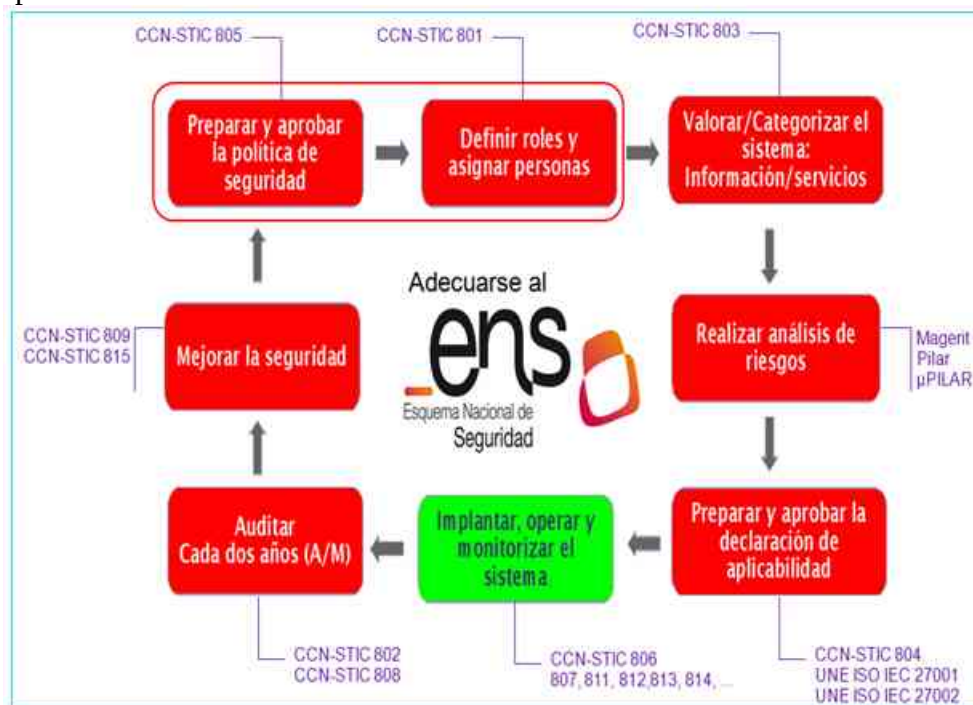 CCN-STIC 805
CCN-STIC 801
CCN-STIC 803
Preparar y aprobar
la política de
seguridad
Definir roles y
asignar personas
Valorar/Categorizar el
sistema:
Información/servicios
CCN-STIC 809
CCN-STIC 815
Mejorar la seguridad
Adecuarse al
ens
Esquema Nacional de
Seguridad
Realizar análisis de
riesgos
Magerit
Pilar
µPILAR
Auditar
Cada dos años (A/M)
Implantar, operar y
monitorizar el
sistema
Preparar y aprobar la
declaración de
aplicabilidad
CCN-STIC 802
CCN-STIC 808
CCN-STIC 806
807, 811, 812,813, 814, ...
CCN-STIC 804
UNE ISO IEC 27001
UNE ISO IEC 27002